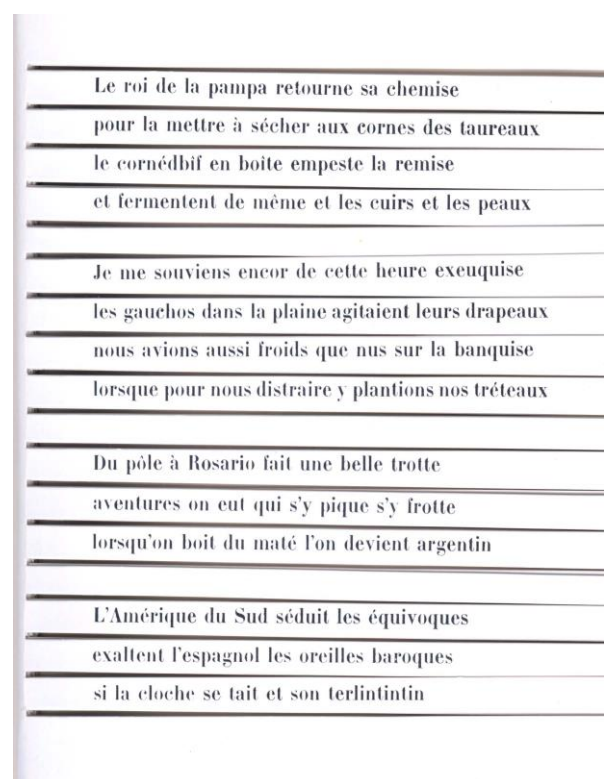 Le roi de la pampa retourne sa chemise
pour la mettre à sécher aux cornes des taureaux
le cornédbîf en boîte empeste la remise
et fermentent de même et les cuirs et les peaux
Je me souviens encor de cette heure exeuquise
les gauchos dans la plaine agitaient leurs drapeaux
nous avions aussi froids que nus sur la banquise
lorsque pour nous distraire y plantions nos tréteaux
Du pôle à Rosario fait une belle trotte
aventures on eut qui s'y pique s'y frotte
lorsqu'on boit du maté l'on devient argentin
L'Amérique du Sud séduit les équivoques
exaltent l'espagnol les oreilles baroques
si la cloche se tait et son terlintintin